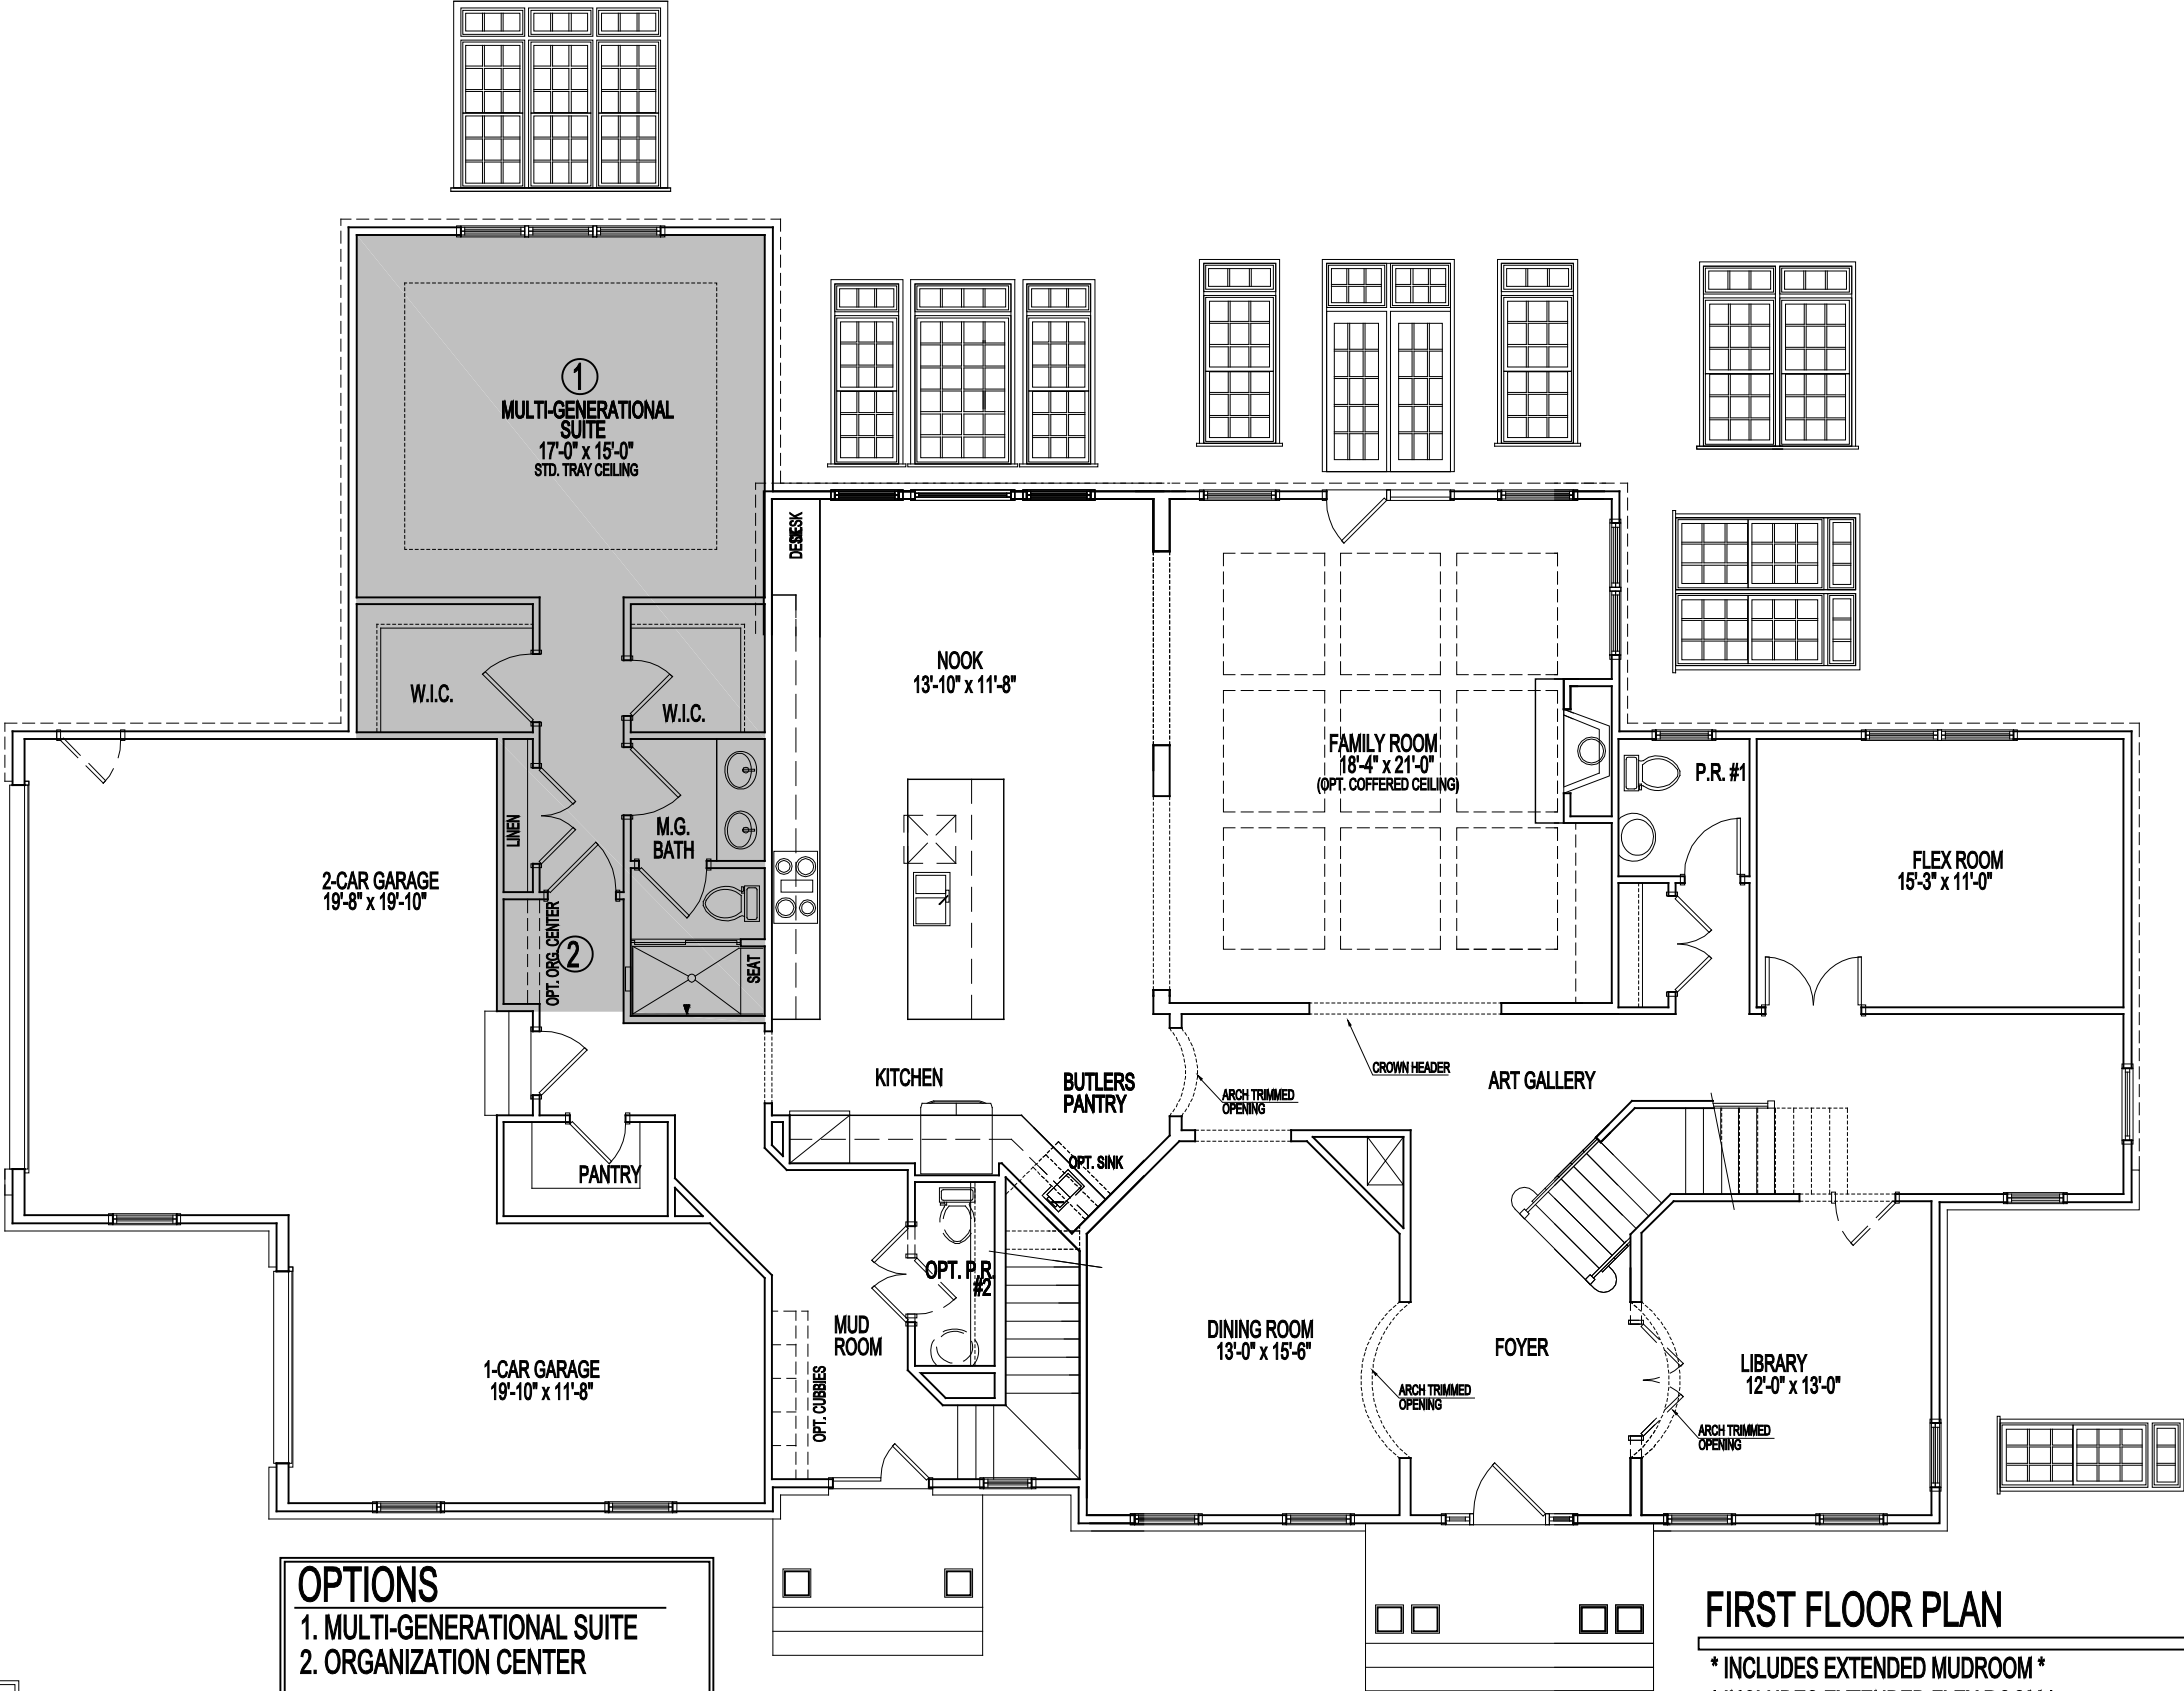 1
MULTI-GENERATIONAL
SUITE
17'-0" x 15'-0"
STD. TRAY CEILING
W.I.C.
W.I.C.
LINEN
M.G.
BATH
SEAT
OPT. ORG. CENTER
2
2-CAR GARAGE
19'-8" x 19'-10"
NOOK
13'-10" x 11'-8"
FAMILY ROOM
18'-4" x 21'-0"
(OPT. COFFERED CEILING)
P.R. #1
FLEX ROOM
15'-3" x 11'-0"
KITCHEN
BUTLERS
PANTRY
OPT. SINK
ARCH TRIMMED
OPENING
CROWN HEADER
ART GALLERY
PANTRY
OPT. P.R.
#2
MUD
ROOM
OPT. CUBBIES
1-CAR GARAGE
19'-10" x 11'-8"
DINING ROOM
13'-0" x 15'-6"
ARCH TRIMMED
OPENING
FOYER
LIBRARY
12'-0" x 13'-0"
ARCH TRIMMED
OPENING
OPTIONS
1. MULTI-GENERATIONAL SUITE
2. ORGANIZATION CENTER
FIRST FLOOR PLAN
* INCLUDES EXTENDED MUDROOM *